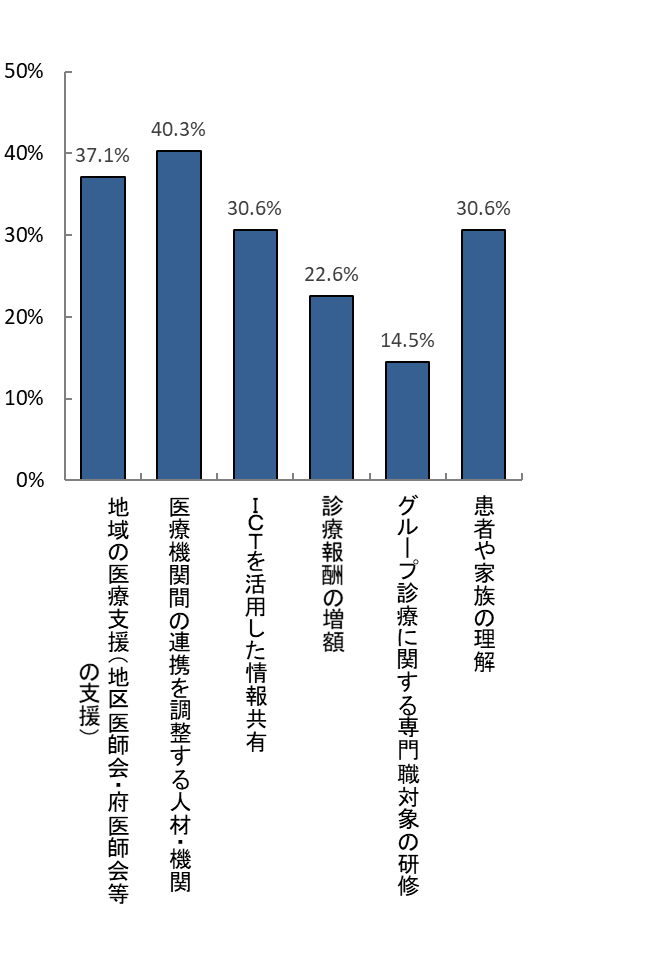 50%
40%
30%
20%
10%
0%
37.1%
40.3%
30.6%
22.6%
14.5%
30.6%
地域の医療支援（地区医師会・府医師会等
の支援）
医療機関間の連携を調整する人材・機関
ICTを活用した情報共有
診療報酬の増額
グループ診療に関する専門職対象の研修
患者や家族の理解